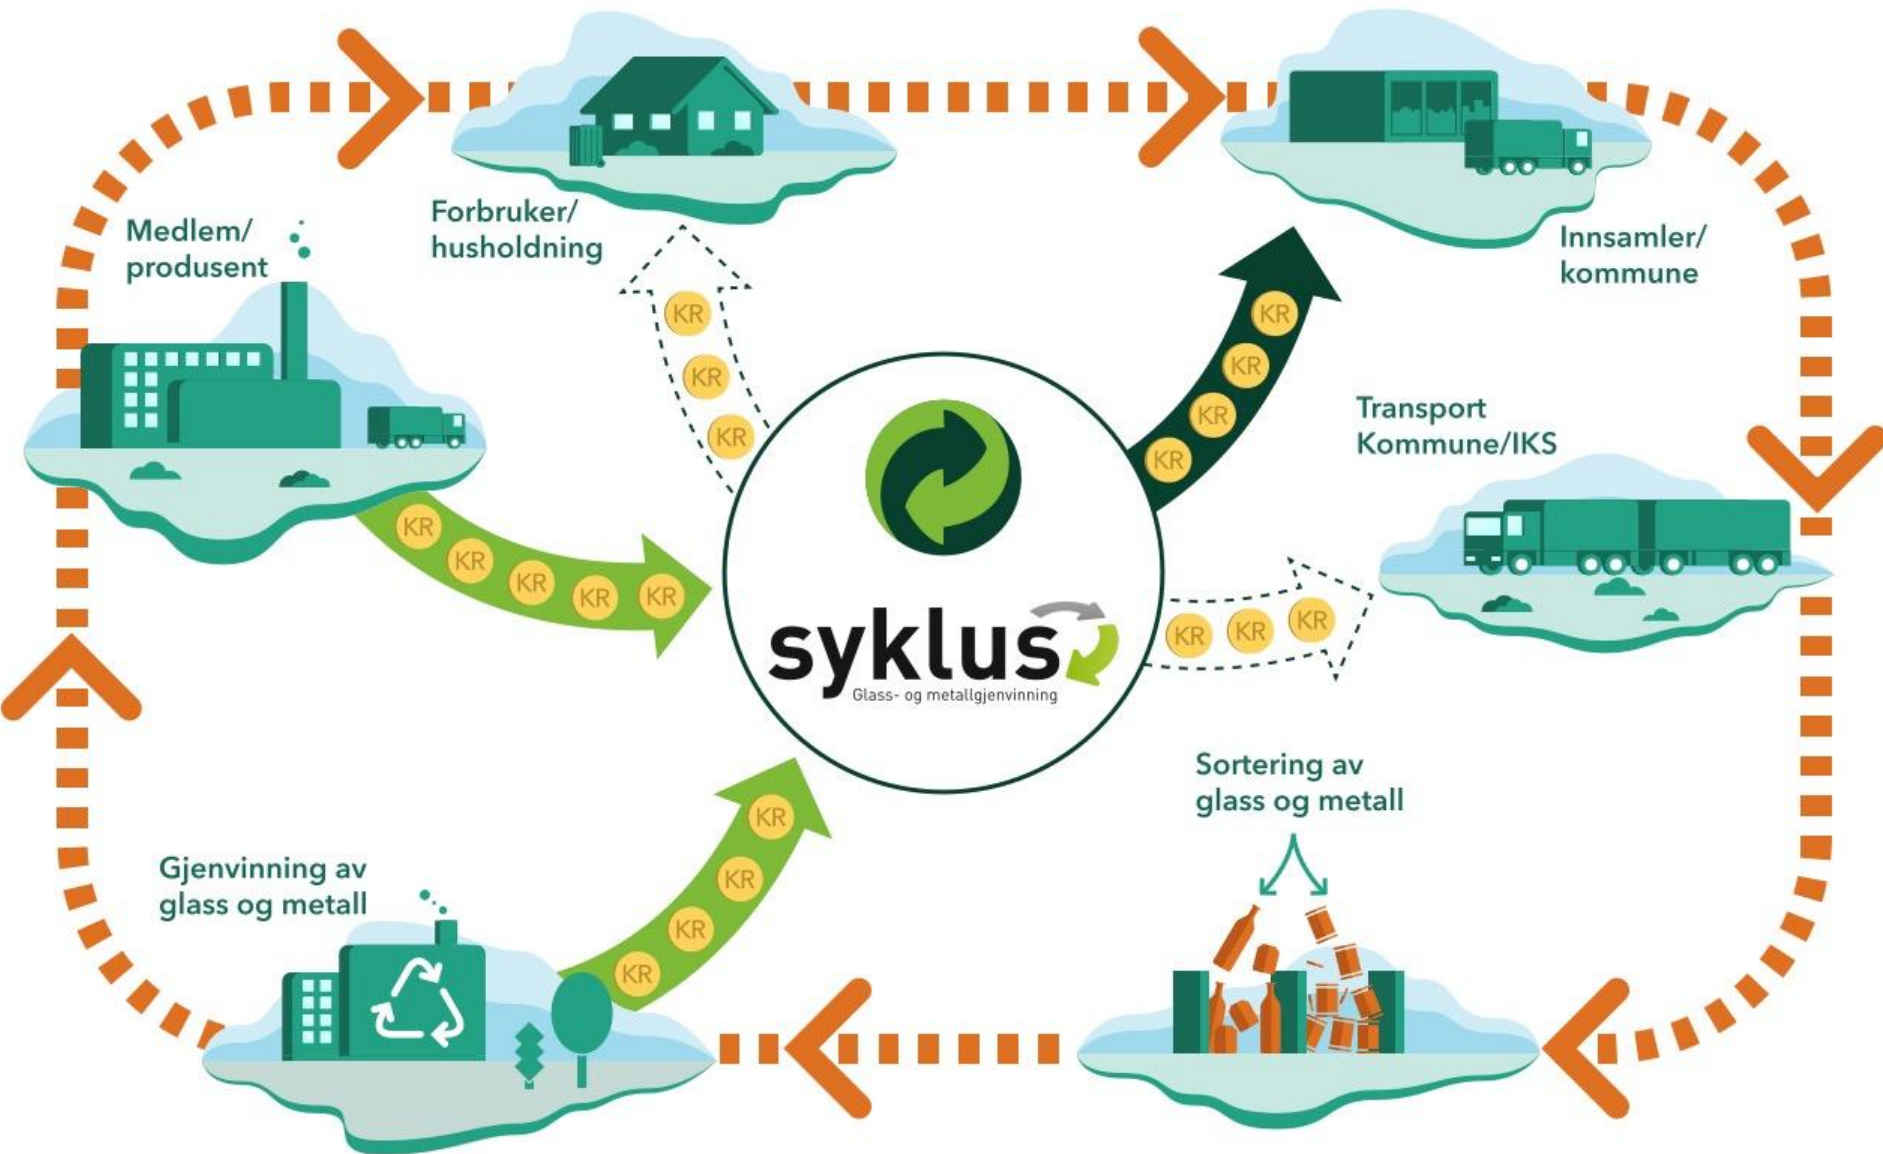 Forbruker/
husholdning
Medlem/
produsent
Innsamler/
kommune
KR
KR
KR
KR
KR
KR
KR
Transport
Kommune/IKS
KR
KR
KR
KR
KR
KR
KR
KR
syklus
Glass- og metallgjenvinning
Sortering av
glass og metall
KR
KR
KR
KR
Gjenvinning av
glass og metall